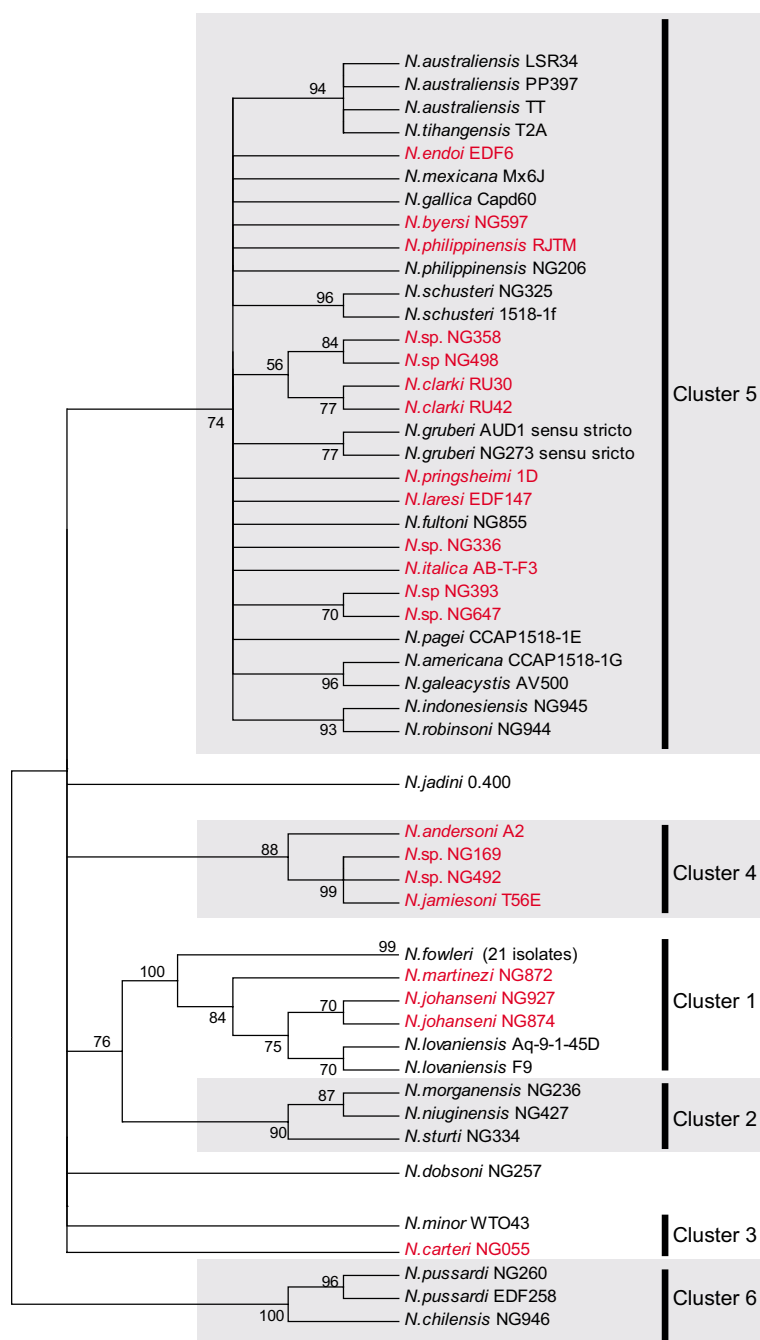 N.australiensis LSR34
94
N.australiensis PP397
N.australiensis TT
N.tihangensis T2A
N.endoi EDF6
N.mexicana Mx6J
N.gallica Capd60
N.byersi NG597
N.philippinensis RJTM
N.philippinensis NG206
96
N.schusteri NG325
N.schusteri 1518-1f
84
N.sp. NG358
56
N.sp NG498
N.clarki RU30
Cluster 5
77
N.clarki RU42
74
N.gruberi AUD1 sensu stricto
77
N.gruberi NG273 sensu sricto
N.pringsheimi 1D
N.laresi EDF147
N.fultoni NG855
N.sp. NG336
N.italica AB-T-F3
N.sp NG393
70
N.sp. NG647
N.pagei CCAP1518-1E
N.americana CCAP1518-1G
96
N.galeacystis AV500
N.indonesiensis NG945
93
N.robinsoni NG944
N.jadini 0.400
N.andersoni A2
88
N.sp. NG169
N.sp. NG492
Cluster 4
99
N.jamiesoni T56E
99
N.fowleri (21 isolates)
100
N.martinezi NG872
84
70
N.johanseni NG927
Cluster 1
N.johanseni NG874
76
75
N.lovaniensis Aq-9-1-45D
70
N.lovaniensis F9
87
N.morganensis NG236
N.niuginensis NG427
Cluster 2
90
N.sturti NG334
N.dobsoni NG257
N.minor WTO43
Cluster 3
N.carteri NG055
96
N.pussardi NG260
N.pussardi EDF258
Cluster 6
100
N.chilensis NG946